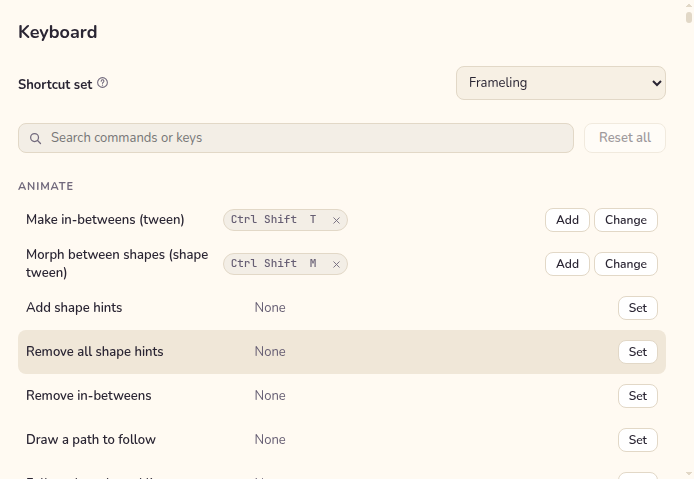 Keyboard
Shortcut set
Frameling
Search commands or keys
Reset all
ANIMATE
Make in-betweens (tween) Ctrl Shift T × Add Change
Morph between shapes (shape
tween) Ctrl Shift M × Add Change
Add shape hints None Set
Remove all shape hints None Set
Remove in-betweens None Set
Draw a path to follow None Set